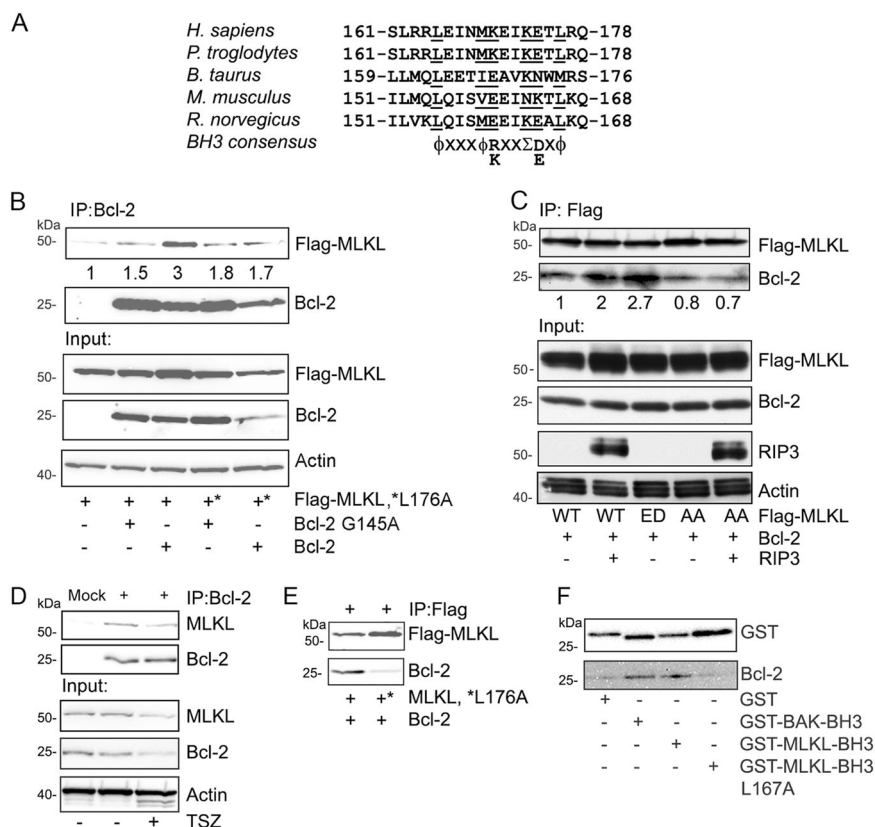 A
H. sapiens 161-SLRRLEINMKEIKETLRQ-178
P. troglodytes 161-SLRRLEINMKEIKETLRQ-178
B. taurus 159-LLMQLEETIEAVKNWMRS-176
M. musculus 151-ILMQLQISVEEINKTLKQ-168
R. norvegicus 151-ILVKLQISMEEIKEALKQ-168
BH3 consensus ϕXXXϕRXXΣDXϕ
K E
B
IP:Bcl-2
kDa
50- Flag-MLKL
1 1.5 3 1.8 1.7
25- Bcl-2
Input:
50- Flag-MLKL
25- Bcl-2
40- Actin
+ + + +* +* Flag-MLKL,*L176A
- + - + - Bcl-2 G145A
- - + - + Bcl-2
C
IP: Flag
kDa
50- Flag-MLKL
25- Bcl-2
1 2 2.7 0.8 0.7
Input:
50- Flag-MLKL
25- Bcl-2
50- RIP3
40- Actin
WT WT ED AA AA Flag-MLKL
+ + + + + Bcl-2
- + - - + RIP3
D
kDa Mock + + IP:Bcl-2
50- MLKL
25- Bcl-2
Input:
50- MLKL
25- Bcl-2
40- Actin
- - + TSZ
E
+ + IP:Flag
kDa
50- Flag-MLKL
25- Bcl-2
+ +* MLKL, *L176A
+ + Bcl-2
F
kDa
25- GST
25- Bcl-2
+ - - - GST
- + - - GST-BAK-BH3
- - + - GST-MLKL-BH3
- - - + GST-MLKL-BH3
L167A